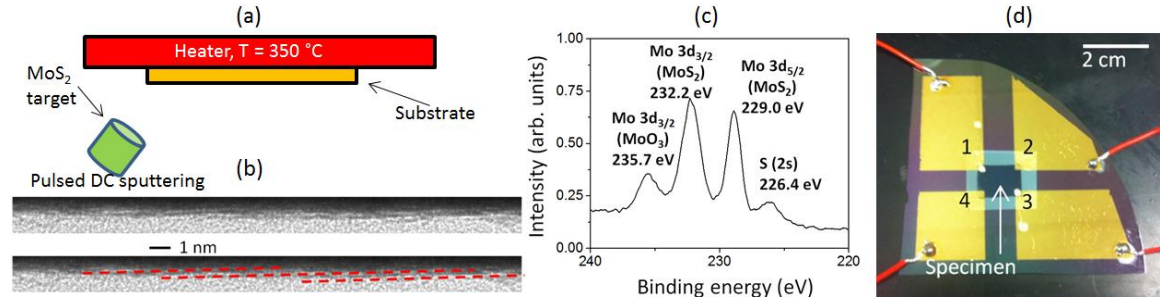 (a)
Heater, T = 350 °C
MoS2
target
Substrate
Pulsed DC sputtering
(b)
1 nm
(c)
Intensity (arb. units)
1.00
0.75
0.50
0.25
0.00
Mo 3d3/2
(MoS2)
232.2 eV
Mo 3d5/2
(MoS2)
229.0 eV
Mo 3d3/2
(MoO3)
235.7 eV
S (2s)
226.4 eV
240
230
220
Binding energy (eV)
(d)
2 cm
1
2
4
3
Specimen